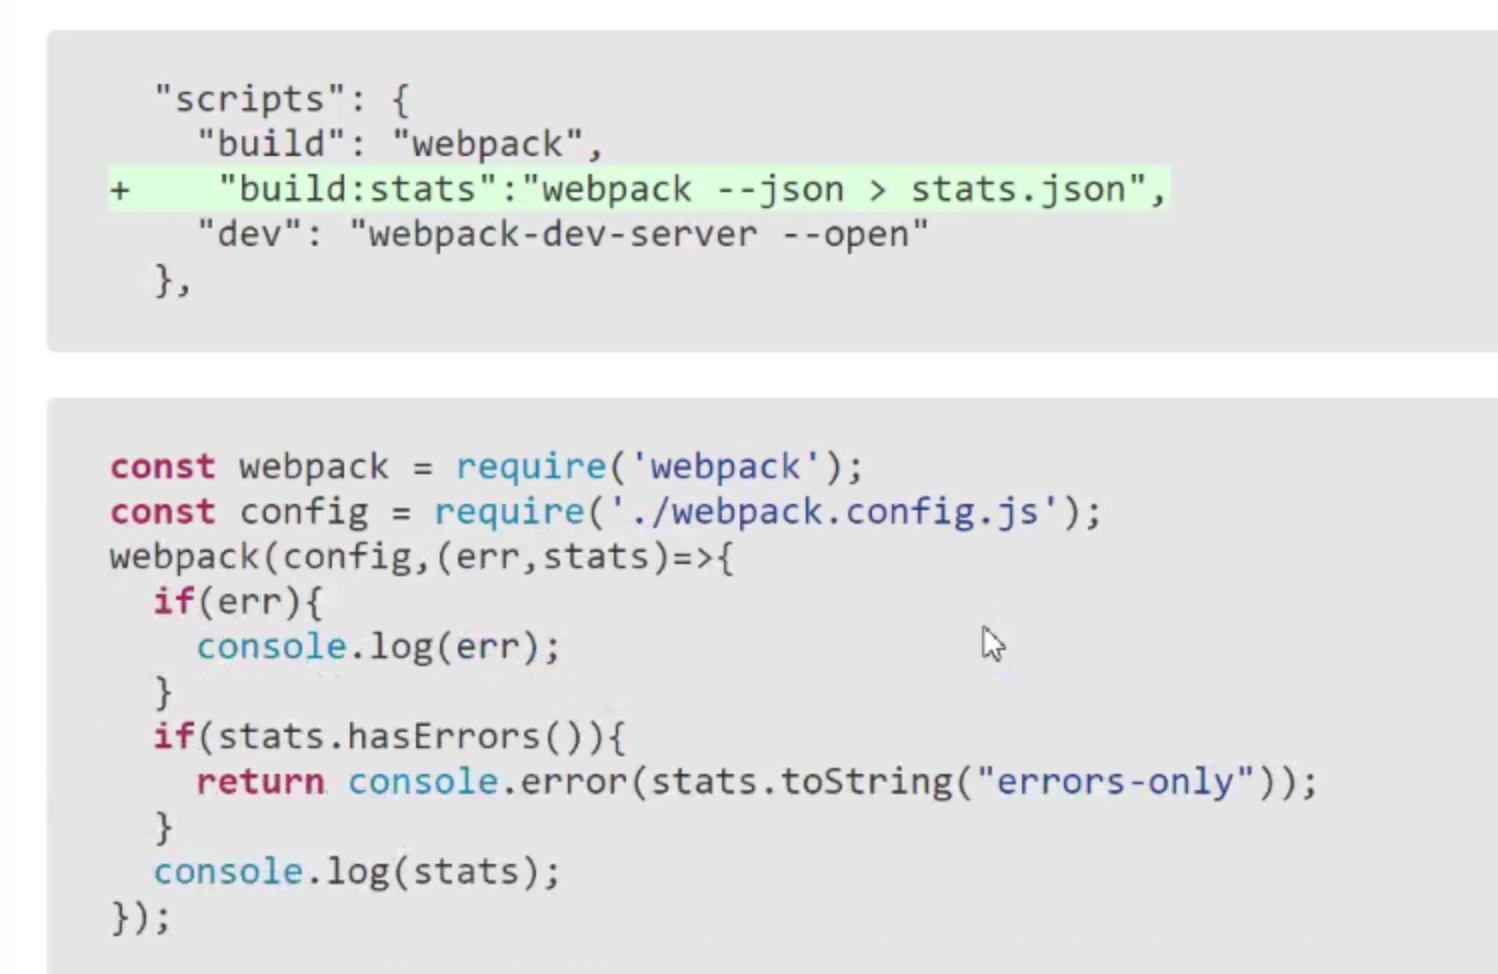 "scripts": {
"build": "webpack",
+ "build:stats":"webpack --json > stats.json",
"dev": "webpack-dev-server --open"
},
const webpack = require('webpack');
const config = require('./webpack.config.js');
webpack(config,(err,stats)=>{
if(err){
console.log(err);
}
if(stats.hasErrors()){
return console.error(stats.toString("errors-only"));
}
console.log(stats);
});